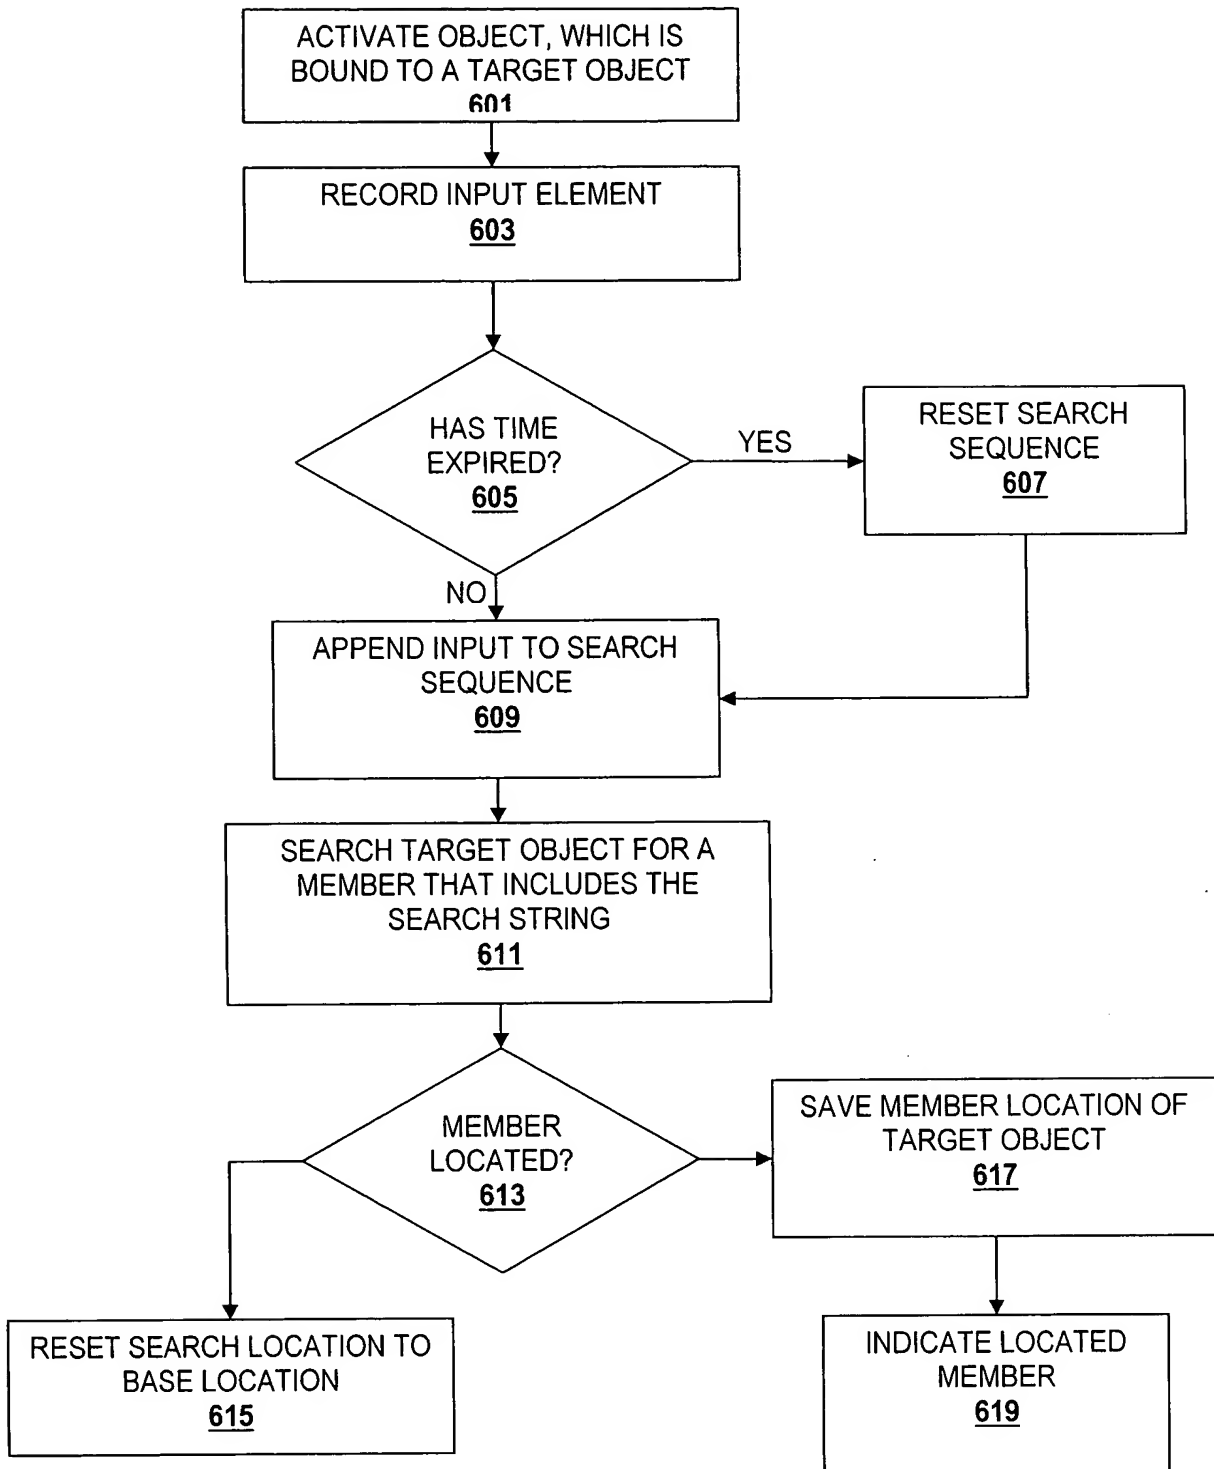 ACTIVATE OBJECT, WHICH IS
BOUND TO A TARGET OBJECT
601
RECORD INPUT ELEMENT
603
HAS TIME
EXPIRED?
605
YES
RESET SEARCH
SEQUENCE
607
NO
APPEND INPUT TO SEARCH
SEQUENCE
609
SEARCH TARGET OBJECT FOR A
MEMBER THAT INCLUDES THE
SEARCH STRING
611
MEMBER
LOCATED?
613
SAVE MEMBER LOCATION OF
TARGET OBJECT
617
RESET SEARCH LOCATION TO
BASE LOCATION
615
INDICATE LOCATED
MEMBER
619